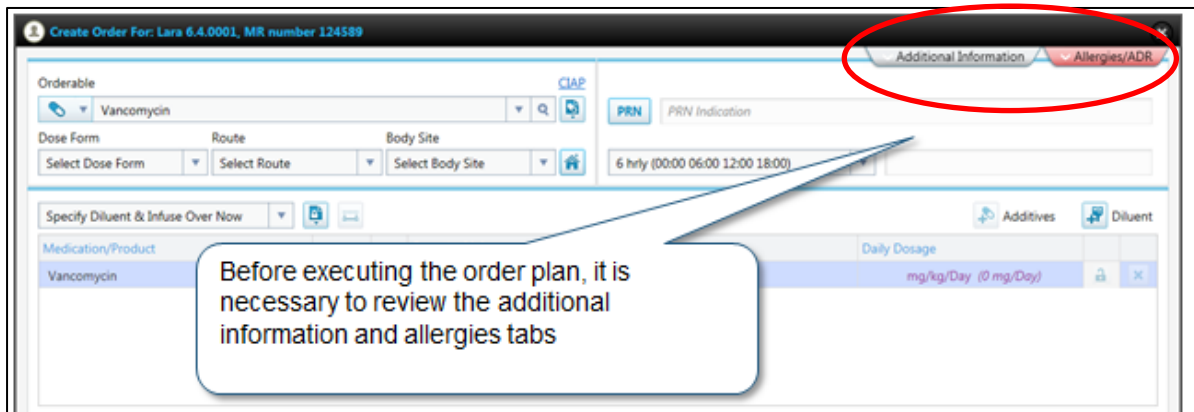 Create Order For: Lara 6.4.0001, MR number 124589
Additional Information
Allergies/ADR
Orderable
CIAP
Vancomycin
PRN
PRN Indication
Dose Form
Route
Body Site
Select Dose Form
Select Route
Select Body Site
6 hrly (00:00 06:00 12:00 18:00)
Specify Diluent & Infuse Over Now
Additives
Diluent
Medication/Product
Daily Dosage
Vancomycin
mg/kg/Day (0 mg/Day)
Before executing the order plan, it is
necessary to review the additional
information and allergies tabs